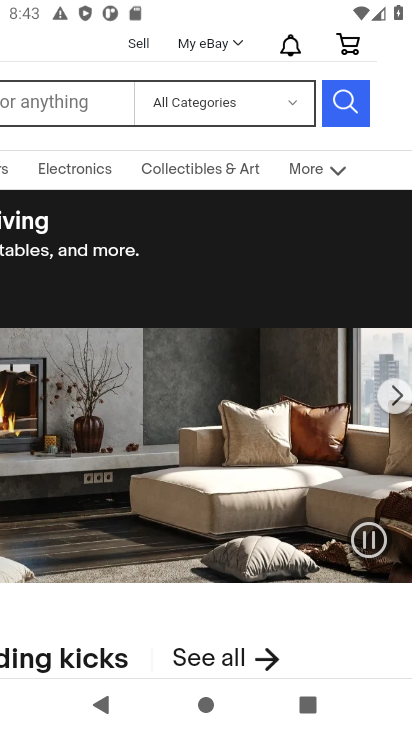 8:43
Sell My eBay
or anything All Categories
rs Electronics Collectibles & Art More
iving
tables, and more.
ding kicks See all